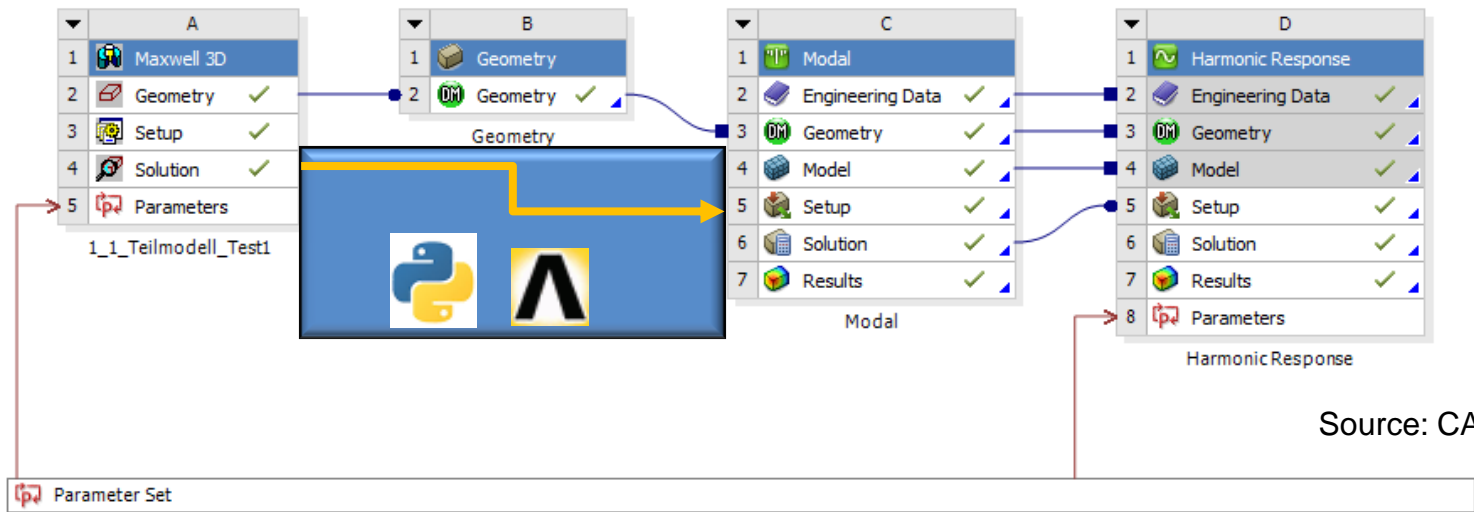 A
1 Maxwell 3D
2 Geometry
3 Setup
4 Solution
5 Parameters
1_1_Teilmodell_Test1
B
1 Geometry
2 DM Geometry
Geometry
C
1 Modal
2 Engineering Data
3 DM Geometry
4 Model
5 Setup
6 Solution
7 Results
Modal
D
1 Harmonic Response
2 Engineering Data
3 DM Geometry
4 Model
5 Setup
6 Solution
7 Results
8 Parameters
Harmonic Response
Source: CA
Parameter Set